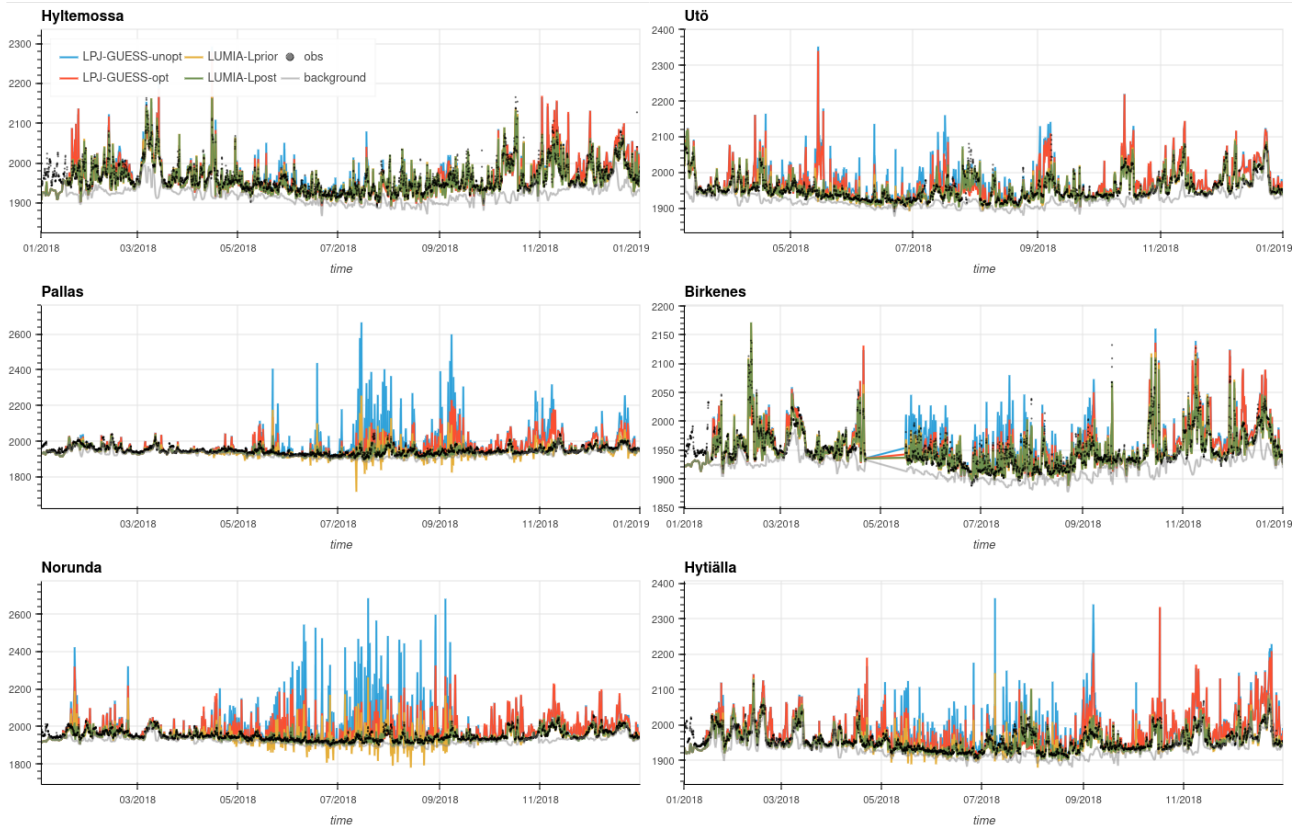 Hyltemossa
LPJ-GUESS-unopt LUMIA-Lprior obs
LPJ-GUESS-opt LUMIA-Lpost background
2300
2200
2100
2000
1900
01/2018 03/2018 05/2018 07/2018 09/2018 11/2018 01/2019
time
Utö
2400
2300
2200
2100
2000
1900
05/2018 07/2018 09/2018 11/2018 01/2019
time
Pallas
2600
2400
2200
2000
1800
03/2018 05/2018 07/2018 09/2018 11/2018 01/2019
time
Birkenes
2200
2150
2100
2050
2000
1950
1900
1850
01/2018 03/2018 05/2018 07/2018 09/2018 11/2018 01/2019
time
Norunda
2600
2400
2200
2000
1800
03/2018 05/2018 07/2018 09/2018 11/2018
time
Hytiälla
2400
2300
2200
2100
2000
1900
01/2018 03/2018 05/2018 07/2018 09/2018 11/2018
time